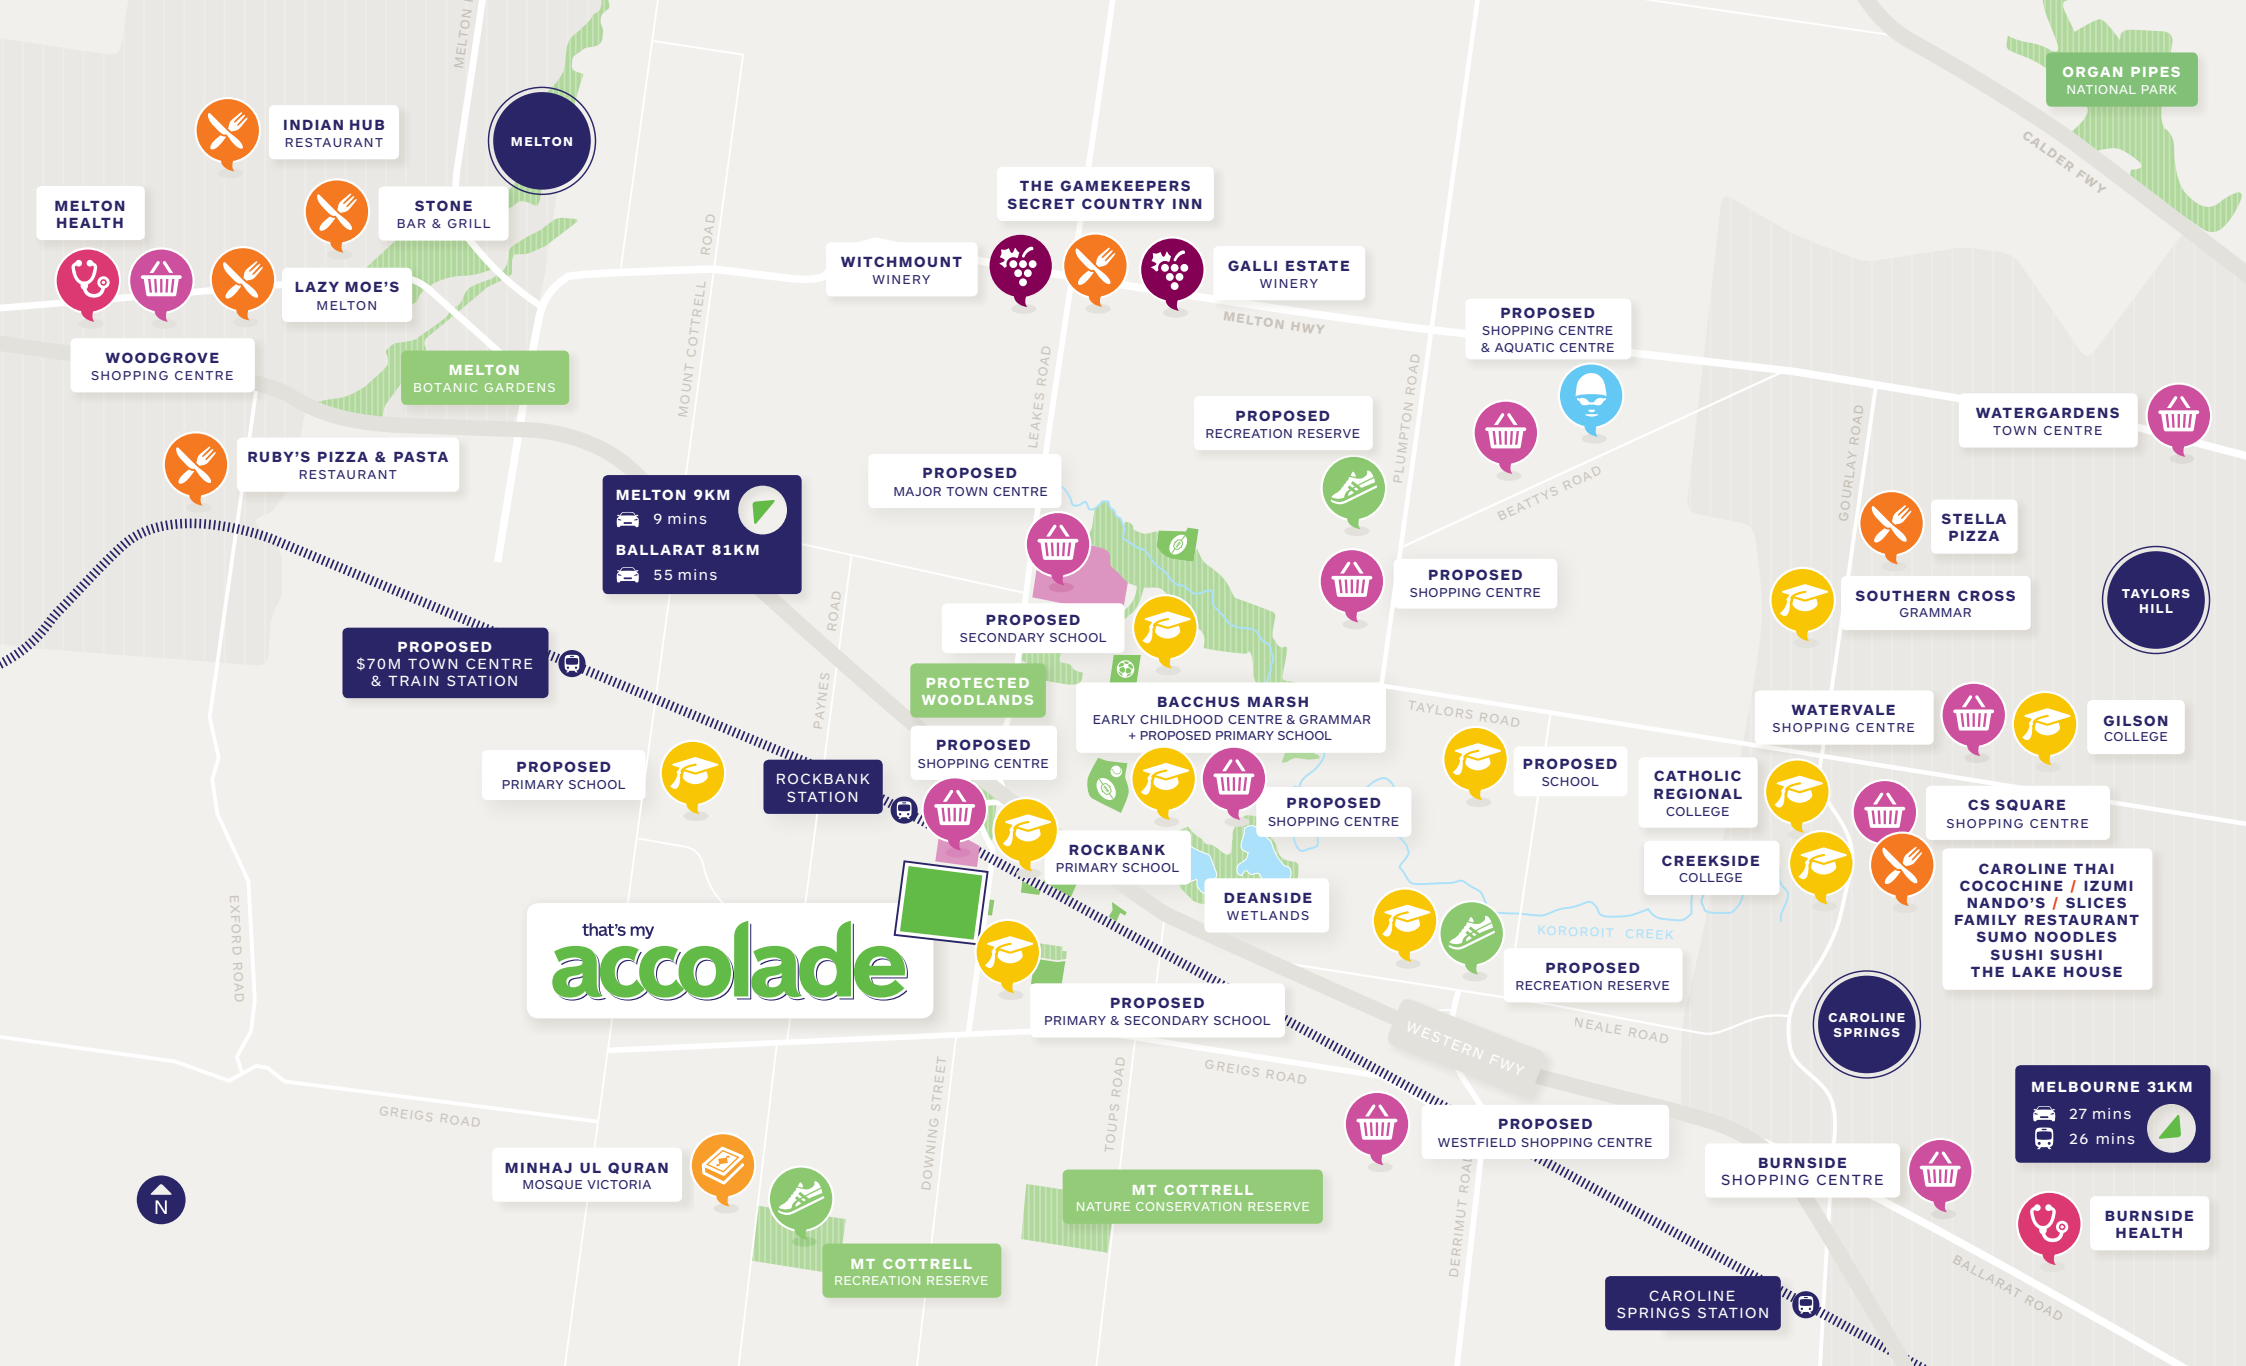 MELTON
ORGAN PIPES
NATIONAL PARK
CALDER FWY
INDIAN HUB
RESTAURANT
MELTON
MELTON
HEALTH
STONE
BAR & GRILL
ROAD
THE GAMEKEEPERS
SECRET COUNTRY INN
WITCHMOUNT
WINERY
GALLI ESTATE
WINERY
LAZY MOE'S
MELTON
MELTON HWY
PROPOSED
SHOPPING CENTRE
& AQUATIC CENTRE
WOODGROVE
SHOPPING CENTRE
MELTON
BOTANIC GARDENS
MOUNT COTTRELL
LEAKES ROAD
PLUMPTON ROAD
PROPOSED
RECREATION RESERVE
WATERGARDENS
TOWN CENTRE
GOURLAY ROAD
BEATTYS ROAD
RUBY'S PIZZA & PASTA
RESTAURANT
MELTON 9KM
9 mins
BALLARAT 81KM
55 mins
PROPOSED
MAJOR TOWN CENTRE
STELLA
PIZZA
PROPOSED
SHOPPING CENTRE
SOUTHERN CROSS
GRAMMAR
TAYLORS
HILL
ROAD
PAYNES
PROPOSED
SECONDARY SCHOOL
PROPOSED
$70M TOWN CENTRE
& TRAIN STATION
PROTECTED
WOODLANDS
BACCHUS MARSH
EARLY CHILDHOOD CENTRE & GRAMMAR
+ PROPOSED PRIMARY SCHOOL
TAYLORS ROAD
WATERVALE
SHOPPING CENTRE
GILSON
COLLEGE
PROPOSED
SHOPPING CENTRE
PROPOSED
PRIMARY SCHOOL
ROCKBANK
STATION
PROPOSED
SCHOOL
CATHOLIC
REGIONAL
COLLEGE
PROPOSED
SHOPPING CENTRE
CS SQUARE
SHOPPING CENTRE
ROCKBANK
PRIMARY SCHOOL
CREEKSIDE
COLLEGE
CAROLINE THAI
COCOCHINE / IZUMI
NANDO'S / SLICES
FAMILY RESTAURANT
SUMO NOODLES
SUSHI SUSHI
THE LAKE HOUSE
DEANSIDE
WETLANDS
EXFORD ROAD
that's my
accolade
KOROROIT CREEK
PROPOSED
RECREATION RESERVE
PROPOSED
PRIMARY & SECONDARY SCHOOL
WESTERN FWY
NEALE ROAD
CAROLINE
SPRINGS
GREIGS ROAD
GREIGS ROAD
DOWNING STREET
TOUPS ROAD
MELBOURNE 31KM
27 mins
26 mins
PROPOSED
WESTFIELD SHOPPING CENTRE
DERRIMUT ROAD
MINHAJ UL QURAN
MOSQUE VICTORIA
BURNSIDE
SHOPPING CENTRE
N
MT COTTRELL
NATURE CONSERVATION RESERVE
BURNSIDE
HEALTH
MT COTTRELL
RECREATION RESERVE
BALLARAT ROAD
CAROLINE
SPRINGS STATION